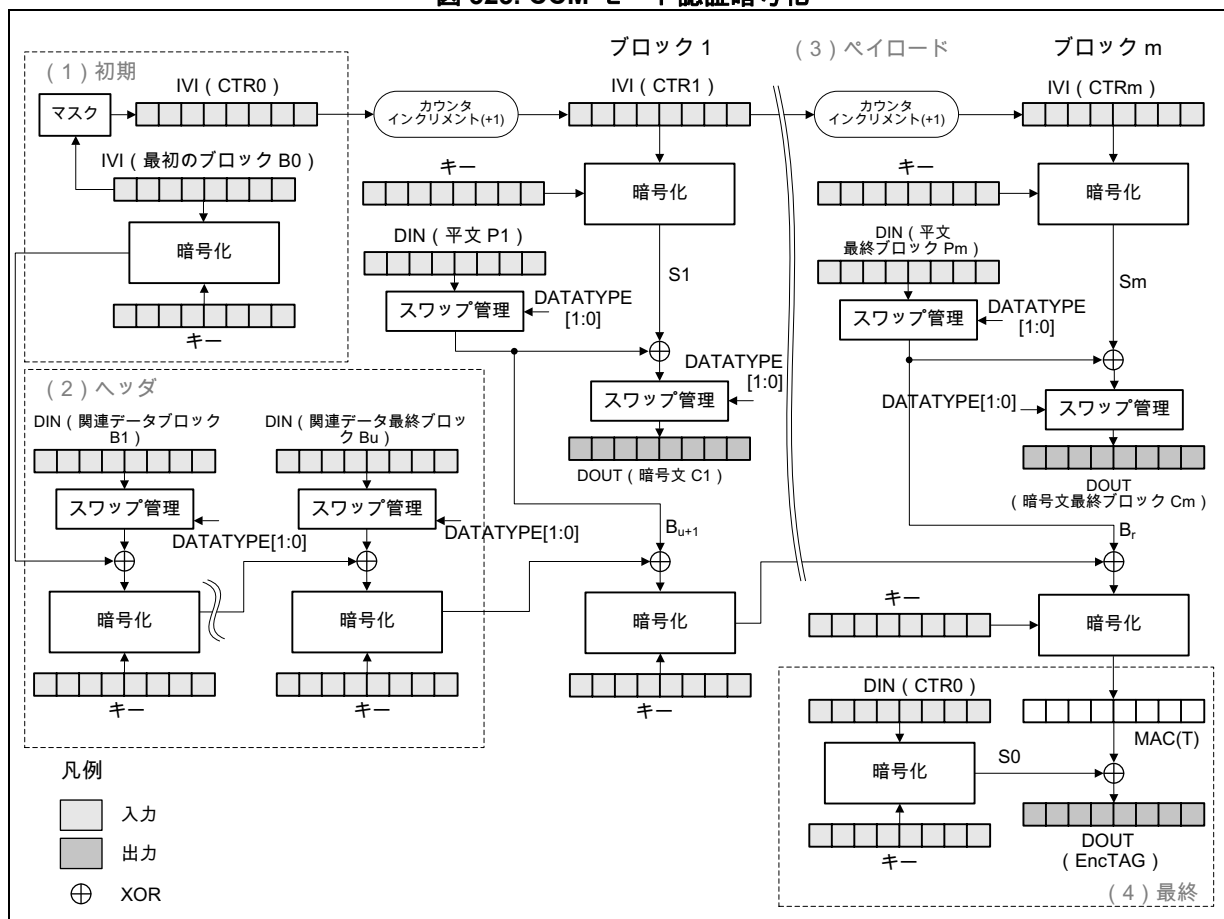 ブロック 1
( 3 ) ペイロード
ブロック m
( 1 ) 初期
IVI ( CTR0 )
IVI ( CTR1 )
IVI ( CTRm )
マスク
カウンタ
インクリメント(+1)
カウンタ
インクリメント(+1)
IVI ( 最初のブロック B0 )
キー
暗号化
キー
暗号化
暗号化
DIN ( 平文 P1 )
DIN ( 平文
最終ブロック Pm )
S1
Sm
スワップ管理
DATATYPE
[1:0]
スワップ管理
DATATYPE
[1:0]
キー
DATATYPE
[1:0]
( 2 ) ヘッダ
スワップ管理
DATATYPE[1:0]
スワップ管理
DIN ( 関連データブロック
B1 )
DIN ( 関連データ最終ブロッ
ク Bu )
DOUT ( 暗号文 C1 )
DOUT
( 暗号文最終ブロック Cm )
スワップ管理
DATATYPE[1:0]
スワップ管理
DATATYPE[1:0]
Bu+1
Br
暗号化
暗号化
暗号化
キー
暗号化
キー
キー
キー
DIN ( CTR0 )
MAC(T)
暗号化
S0
キー
DOUT
( EncTAG )
( 4 ) 最終
凡例
入力
出力
XOR